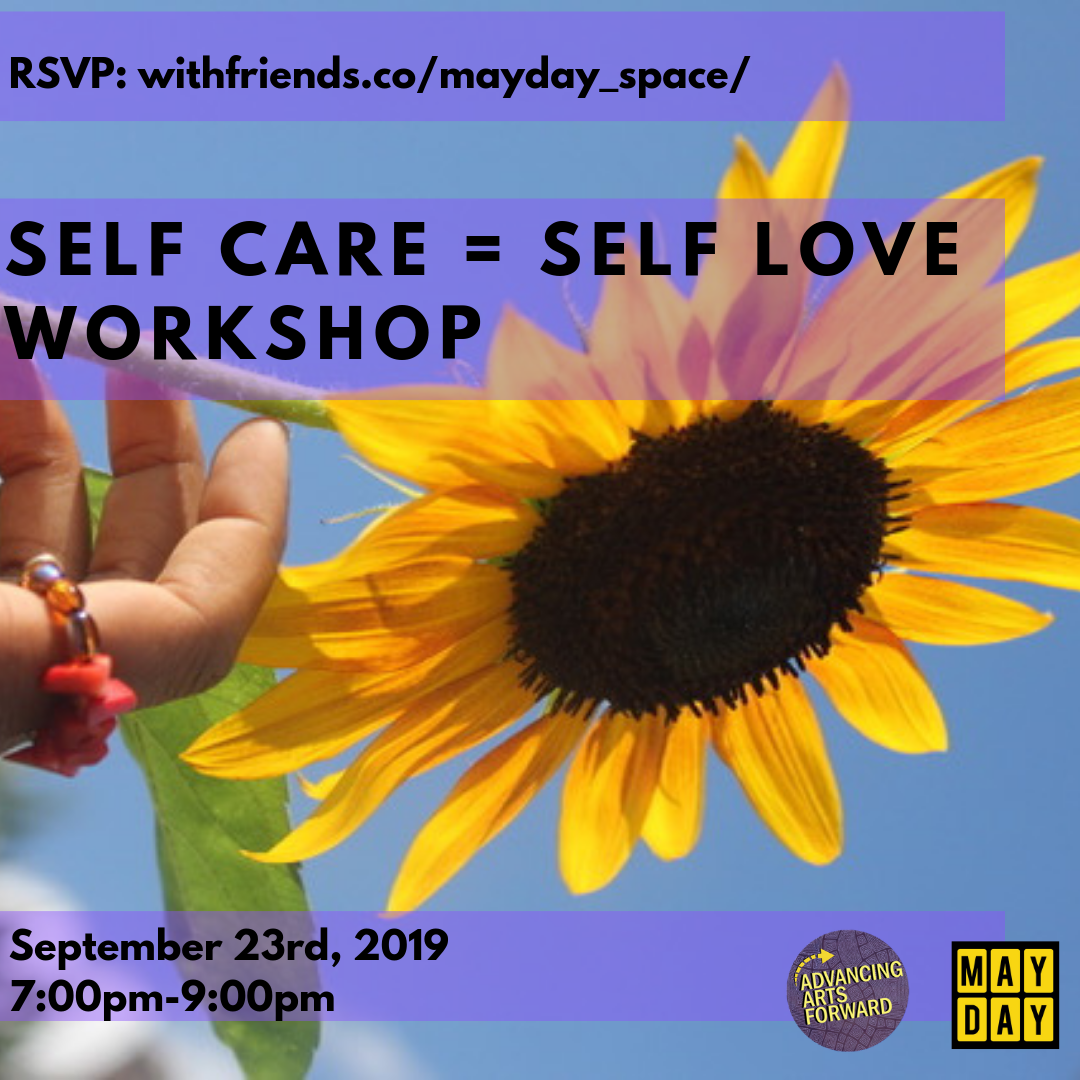 RSVP: withfriends.co/mayday_space/
SELF CARE = SELF LOVE
WORKSHOP
September 23rd, 2019
7:00pm-9:00pm
ADVANCING
ARTS
FORWARD
MAY
DAY